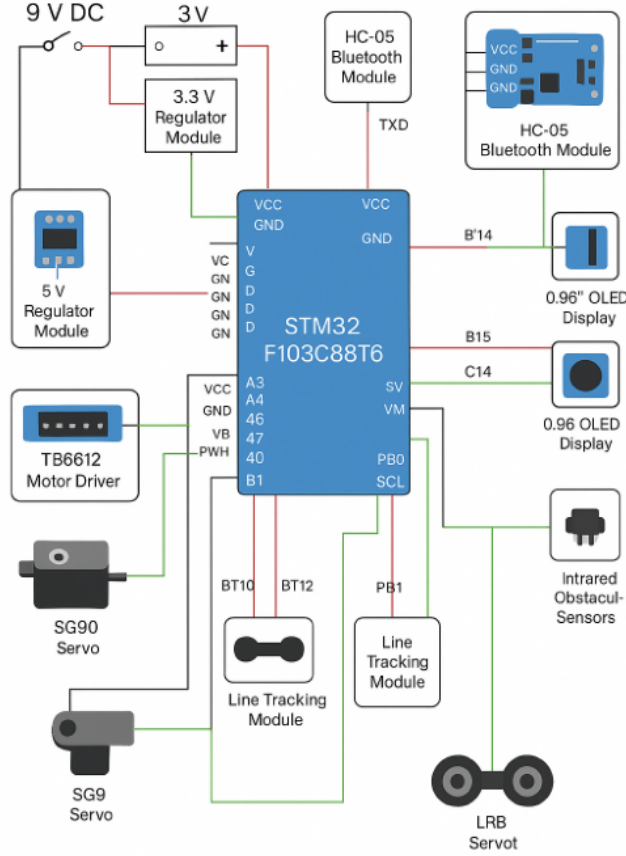 9 V DC
3 V
+
3.3 V
Regulator
Module
HC-05
Bluetooth
Module
TXD
VCC
GND
GND
HC-05
Bluetooth Module
5 V
Regulator
Module
VCC
GND
VCC
GND
V
G
D
D
D
VC
GN
GN
GN
GN
STM32
F103C88T6
B'14
0.96" OLED
Display
B15
C14
0.96 OLED
Display
SV
VM
PB0
SCL
A3
A4
46
47
40
B1
VCC
GND
VB
PWH
TB6612
Motor Driver
SG90
Servo
BT10
BT12
PB1
Line Tracking
Module
Line
Tracking
Module
Intrared
Obstacul-
Sensors
SG9
Servo
LRB
Servot